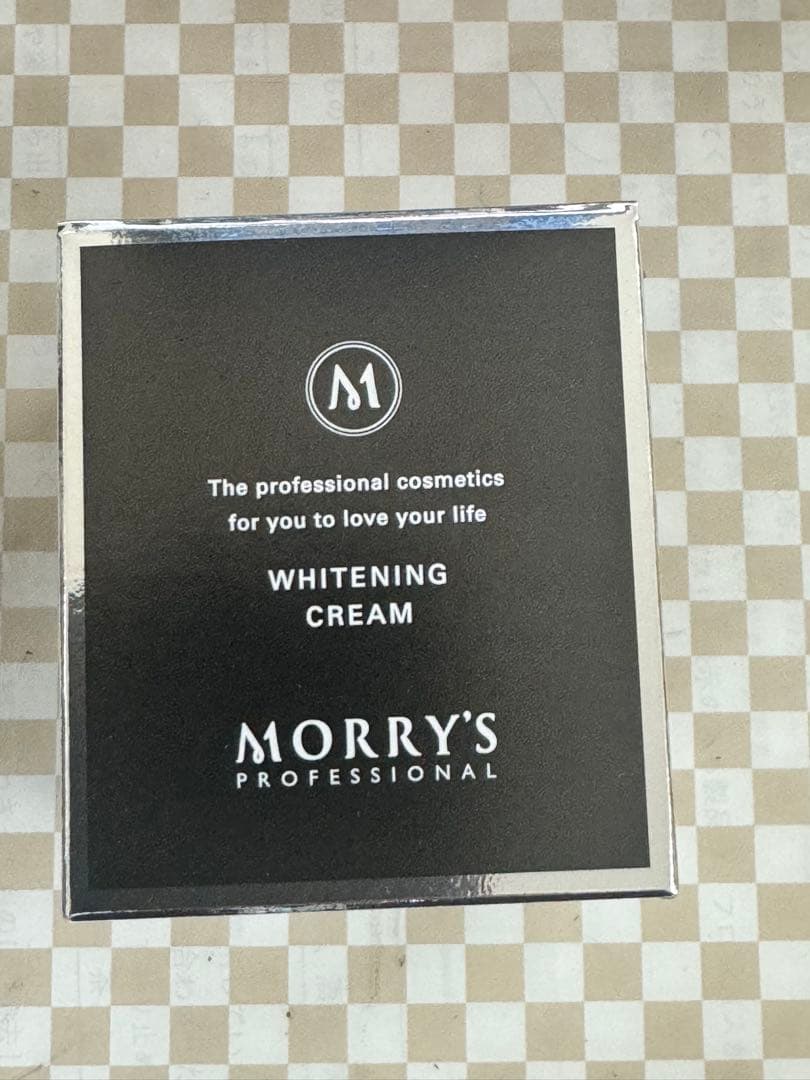 M
The professional cosmetics
for you to love your life
WHITENING
CREAM
MORRY'S
PROFESSIONAL